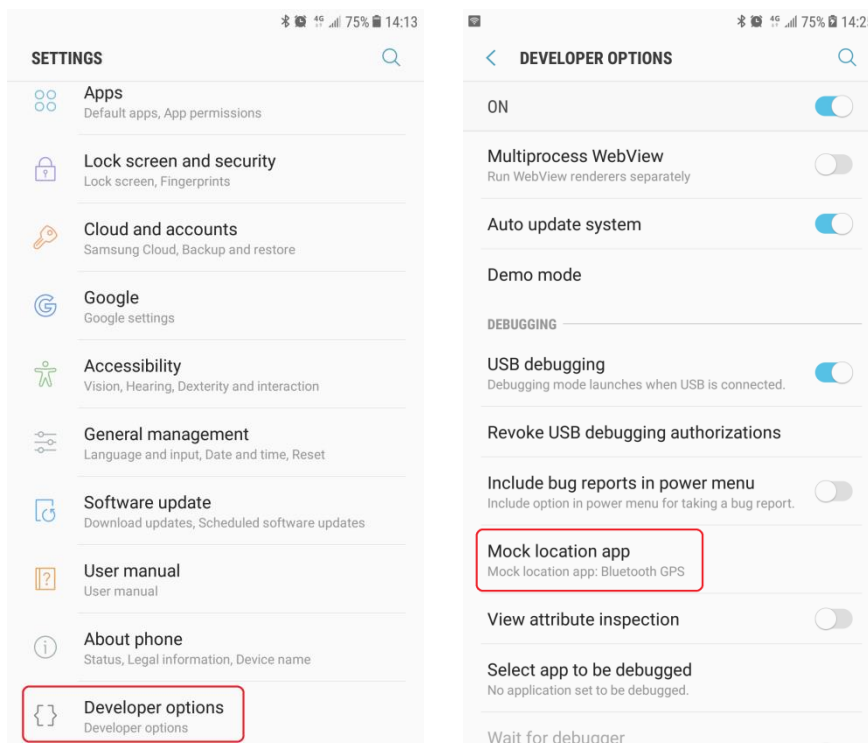 75% 14:13
SETTINGS
Apps
Default apps, App permissions
Lock screen and security
Lock screen, Fingerprints
Cloud and accounts
Samsung Cloud, Backup and restore
Google
Google settings
Accessibility
Vision, Hearing, Dexterity and interaction
General management
Language and input, Date and time, Reset
Software update
Download updates, Scheduled software updates
User manual
User manual
About phone
Status, Legal information, Device name
Developer options
Developer options
4G 75%
DEVELOPER OPTIONS
ON
Multiprocess WebView
Run WebView renderers separately
Auto update system
Demo mode
DEBUGGING
USB debugging
Debugging mode launches when USB is connected.
Revoke USB debugging authorizations
Include bug reports in power menu
Include option in power menu for taking a bug report.
Mock location app
Mock location app: Bluetooth GPS
View attribute inspection
Select app to be debugged
No application set to be debugged.
Wait for debugger